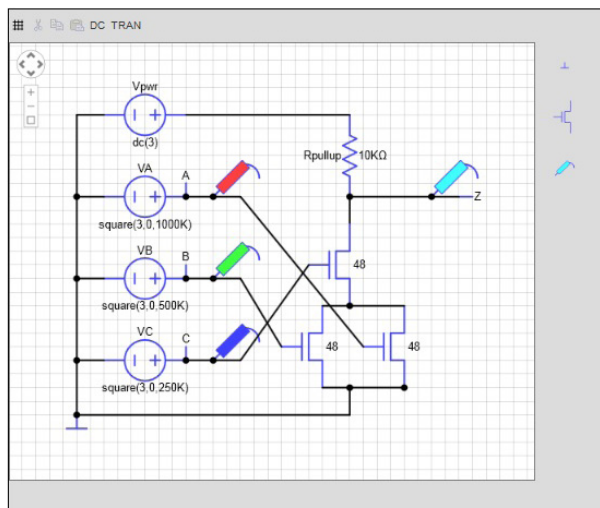 DC TRAN
Vpwr
dc(3)
Rpullup 10KΩ
VA A
square(3,0,1000K)
Z
VB B
square(3,0,500K)
48
VC C
square(3,0,250K)
48 48